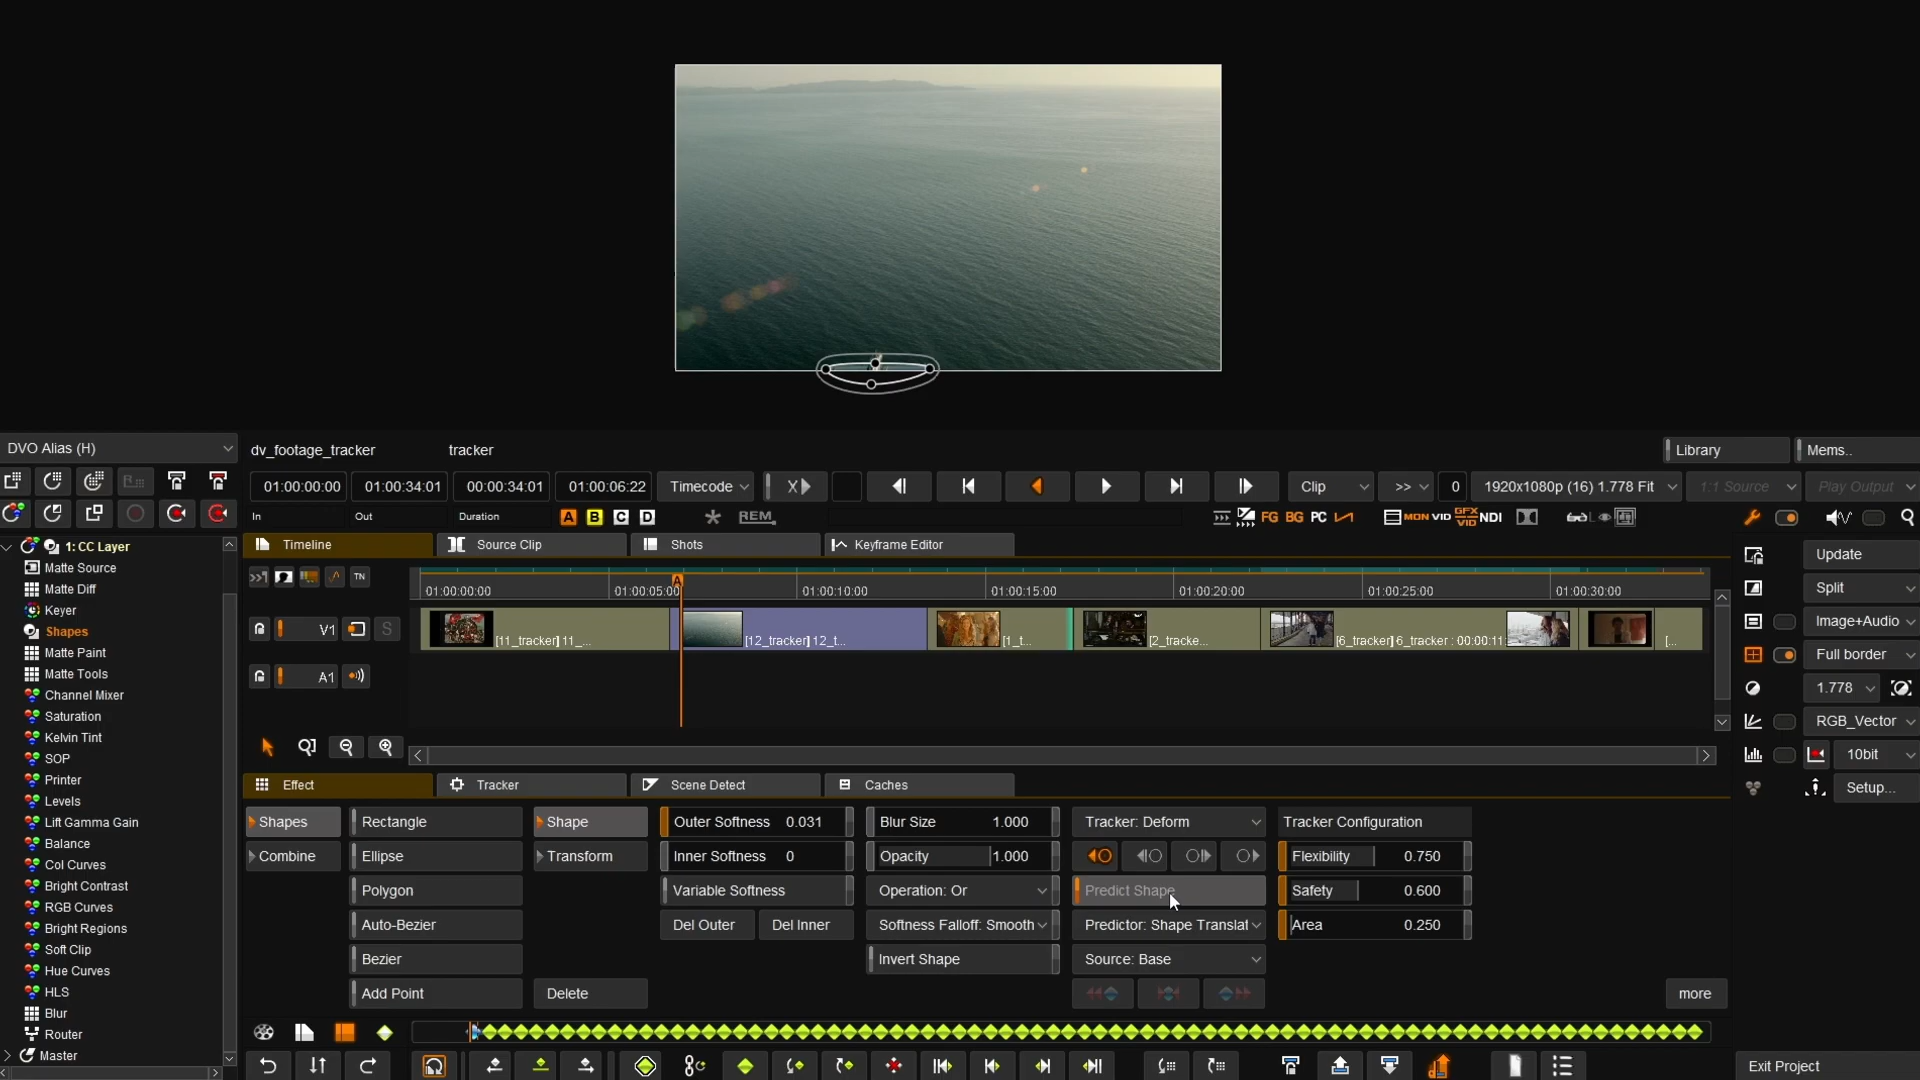 DVO Alias (H)
dv_footage_tracker
tracker
Library
Mems..
01:00:00:00
01:00:34:01
00:00:34:01
01:00:06:22
Timecode
X
Clip
>>
0
1920x1080p (16) 1.778 Fit
1:1 Source
Play Output
In
Out
Duration
A
B
C
D
REM
FG
BG
PC
MON
VID
GFX
VID
NDI
Timeline
Source Clip
Shots
Keyframe Editor
1: CC Layer
Matte Source
Matte Diff
Keyer
Shapes
Matte Paint
Matte Tools
Channel Mixer
Saturation
Kelvin Tint
SOP
Printer
Levels
Lift Gamma Gain
Balance
Col Curves
Bright Contrast
RGB Curves
Bright Regions
Soft Clip
Hue Curves
HLS
Blur
Router
Master
TN
A
01:00:00:00
01:00:05:00
01:00:10:00
01:00:15:00
01:00:20:00
01:00:25:00
01:00:30:00
V1
S
[11_tracker] 11_...
[12_tracker] 12_t...
[1_t...
[2_tracke...
[6_tracker] 6_tracker : 00:00:11:
[...
A1
Update
Split
Image+Audio
Full border
1.778
RGB_Vector
10bit
Setup...
Effect
Tracker
Scene Detect
Caches
Shapes
Rectangle
Shape
Outer Softness 0.031
Blur Size 1.000
Tracker: Deform
Tracker Configuration
Combine
Ellipse
Transform
Inner Softness 0
Opacity 1.000
Flexibility 0.750
Polygon
Variable Softness
Operation: Or
Predict Shape
Safety 0.600
Auto-Bezier
Del Outer
Del Inner
Softness Falloff: Smooth
Predictor: Shape Translat
Area 0.250
Bezier
Invert Shape
Source: Base
Add Point
Delete
more
Exit Project